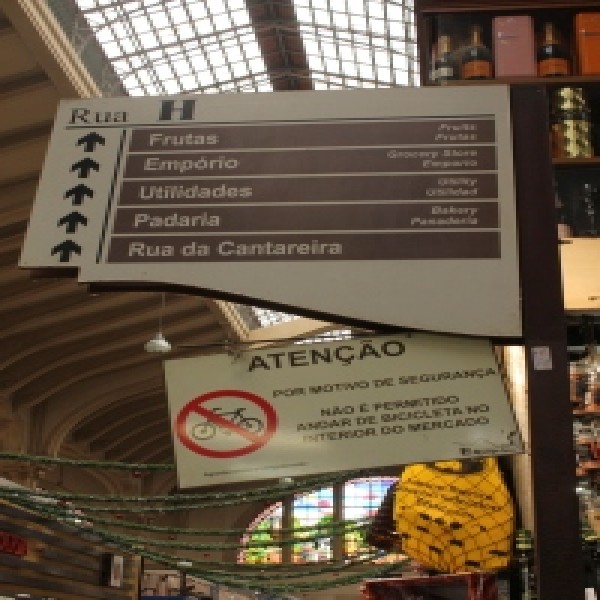 Rua H
Frutas
Fruits
Frutas
Empório
Grocery Store
Emporio
Utilidades
Utility
Utilidad
Padaria
Bakery
Panaderia
Rua da Cantareira
ATENÇÃO
POR MOTIVO DE SEGURANÇA
NÃO É PERMITIDO
ANDAR DE BICICLETA NO
INTERIOR DO MERCADO